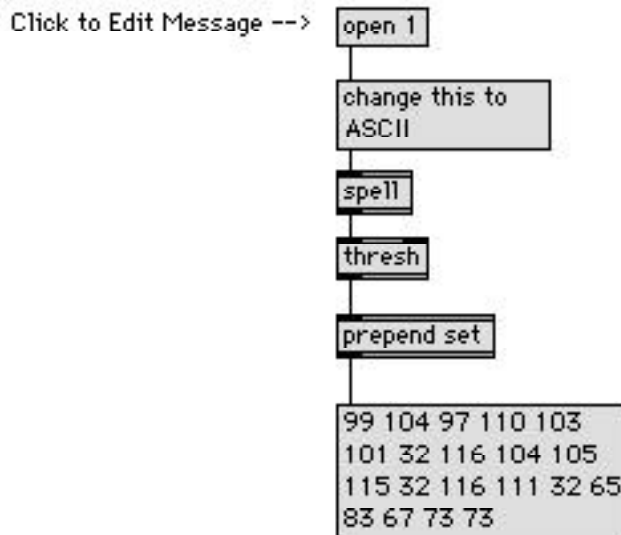 Click to Edit Message --> open 1
change this to
ASCII
spell
thresh
prepend set
99 104 97 110 103
101 32 116 104 105
115 32 116 111 32 65
83 67 73 73